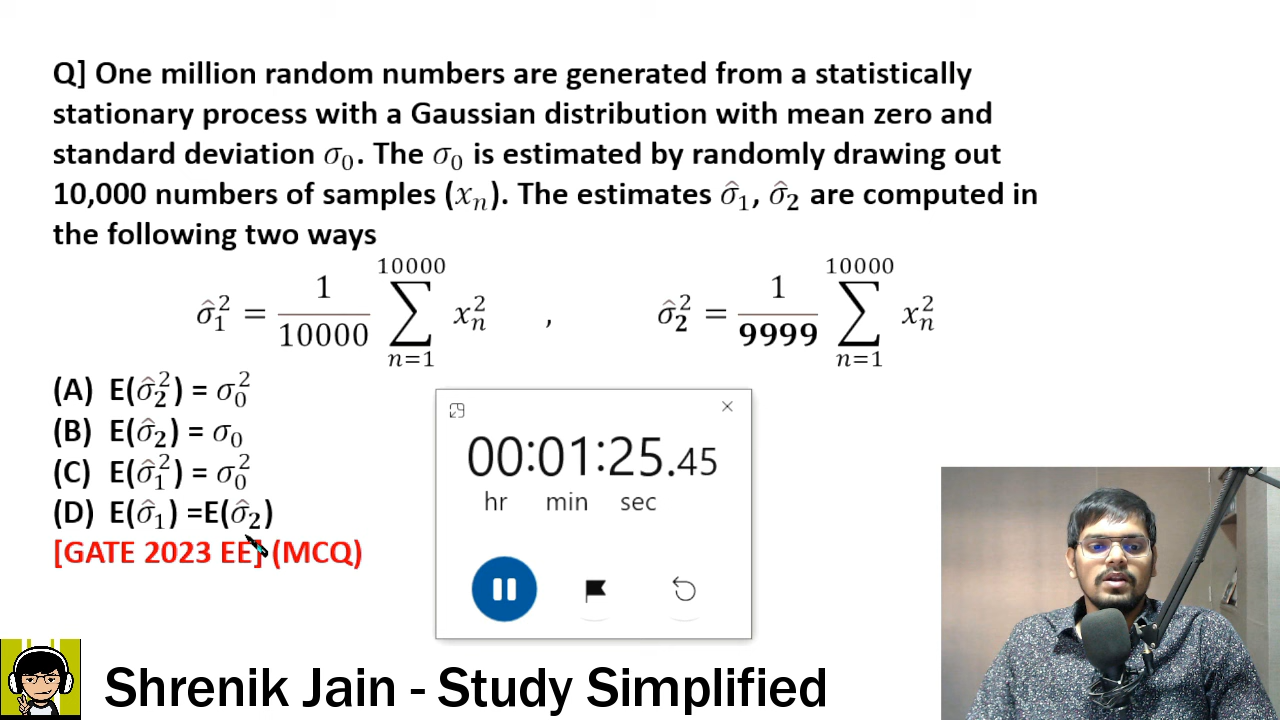 Q] One million random numbers are generated from a statistically
stationary process with a Gaussian distribution with mean zero and
standard deviation σ₀. The σ₀ is estimated by randomly drawing out
10,000 numbers of samples (xₙ). The estimates σ̂₁, σ̂₂ are computed in
the following two ways
σ̂₁² = 1/10000 ∑_{n=1}^{10000} xₙ² , σ̂₂² = 1/9999 ∑_{n=1}^{10000} xₙ²
(A) E(σ̂₂²) = σ₀²
(B) E(σ̂₂) = σ₀
(C) E(σ̂₁²) = σ₀²
(D) E(σ̂₁) =E(σ̂₂)
[GATE 2023 EE] (MCQ)
00:01:25.45
hr min sec
Shrenik Jain - Study Simplified